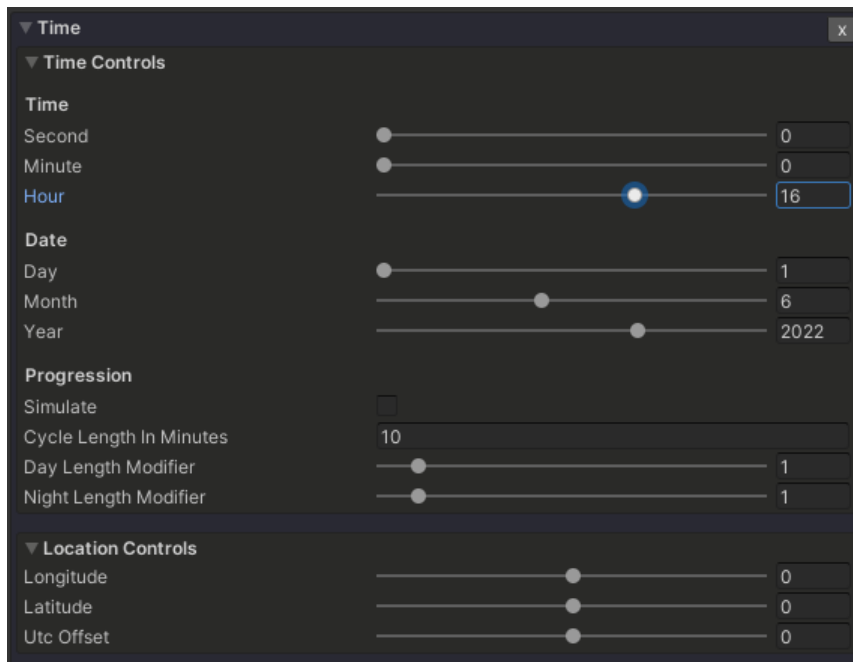 Time x
Time Controls
Time
Second 0
Minute 0
Hour 16
Date
Day 1
Month 6
Year 2022
Progression
Simulate
Cycle Length In Minutes 10
Day Length Modifier 1
Night Length Modifier 1
Location Controls
Longitude 0
Latitude 0
Utc Offset 0